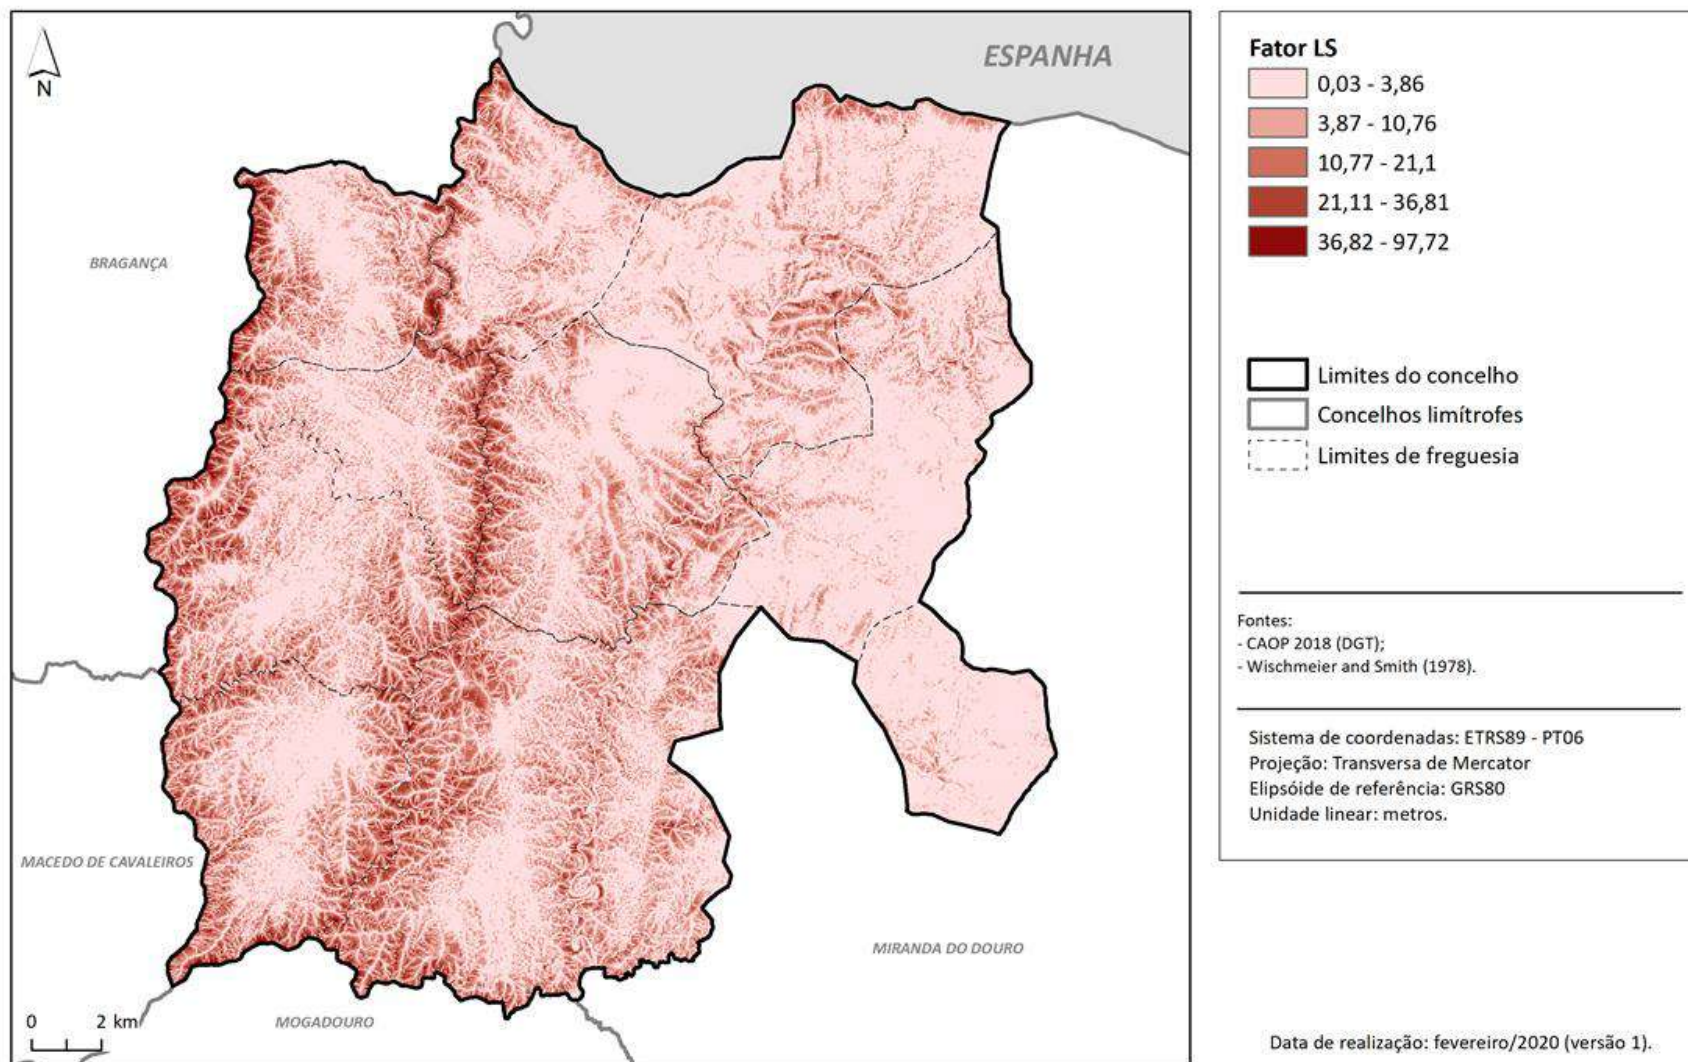 N
ESPANHA
BRAGANÇA
MACEDO DE CAVALEIROS
MIRANDA DO DOURO
MOGADOURO
0 2 km
Fator LS
0,03 - 3,86
3,87 - 10,76
10,77 - 21,1
21,11 - 36,81
36,82 - 97,72
Limites do concelho
Concelhos limítrofes
Limites de freguesia
Fontes:
- CAOP 2018 (DGT);
- Wischmeier and Smith (1978).
Sistema de coordenadas: ETRS89 - PT06
Projeção: Transversa de Mercator
Elipsóide de referência: GRS80
Unidade linear: metros.
Data de realização: fevereiro/2020 (versão 1).